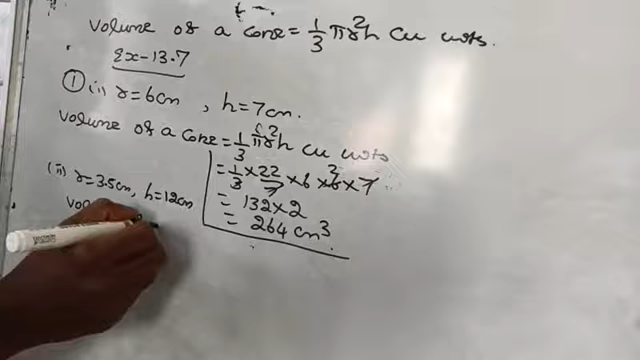 Volume of a Cone = 1/3 πr²h Cu units.
Ex-13.7
① (i) r=6cm , h=7cm.
Volume of a Cone = 1/3 πr²h Cu units
= 1/3 × 22/7 × 6 × 6 2 × 7
= 132×2
= 264 cm³.
(ii) r=3.5cm, h=12cm